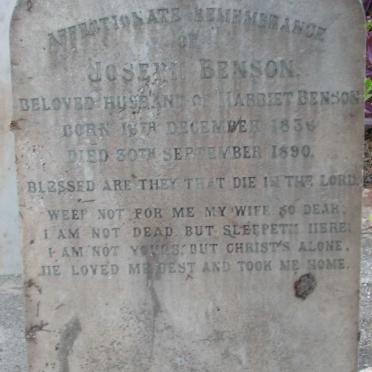 AFFECTIONATE REMEMBRANCE
OF
JOSEPH BENSON.
BELOVED HUSBAND OF HARRIET BENSON
BORN 16TH DECEMBER 1836
DIED 30TH SEPTEMBER 1890.
BLESSED ARE THEY THAT DIE IN THE LORD
WEEP NOT FOR ME MY WIFE SO DEAR,
I AM NOT DEAD BUT SLEEPETH HERE;
I AM NOT YOURS, BUT CHRIST'S ALONE,
HE LOVED ME BEST AND TOOK ME HOME.